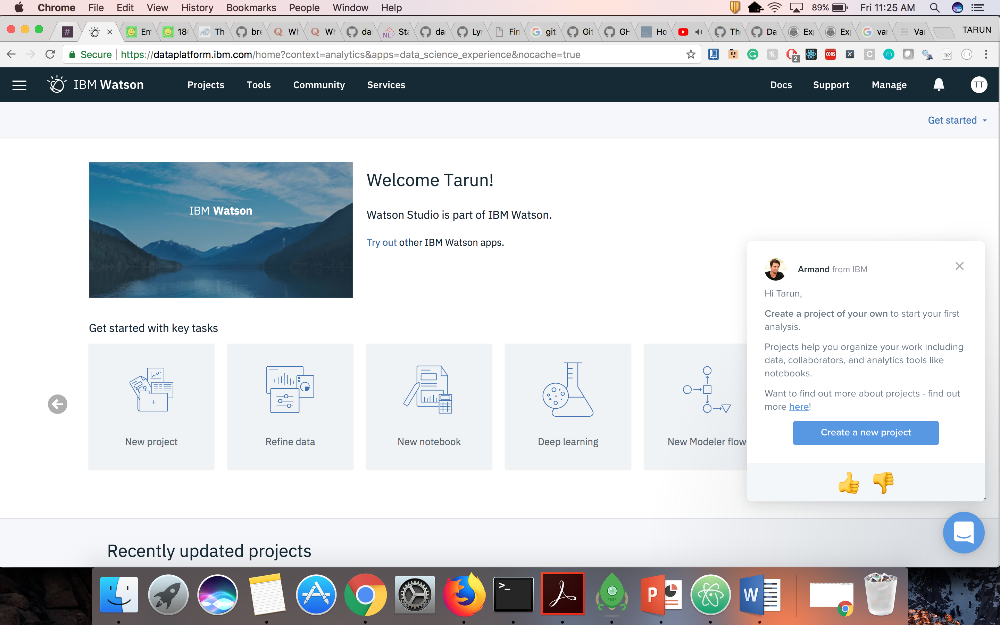 Chrome File Edit View History Bookmarks People Window Help 89% Fri 11:25 AM
# Em 18 Th bre Wh Wh da NLP Sta da Lyr Fin git Git GH Ho Th Da Exp Exp var Var TARUN
Secure https://dataplatform.ibm.com/home?context=analytics&apps=data_science_experience&nocache=true 2 CORS X C m TEX {...}
IBM Watson Projects Tools Community Services Docs Support Manage TT
Get started
IBM Watson
Welcome Tarun!
Watson Studio is part of IBM Watson.
Try out other IBM Watson apps.
Armand from IBM
Hi Tarun,
Create a project of your own to start your first
analysis.
Projects help you organize your work including
data, collaborators, and analytics tools like
notebooks.
Want to find out more about projects - find out
more here!
Create a new project
Get started with key tasks
New project
Refine data
New notebook
Deep learning
New Modeler flow
Recently updated projects
>_ P W